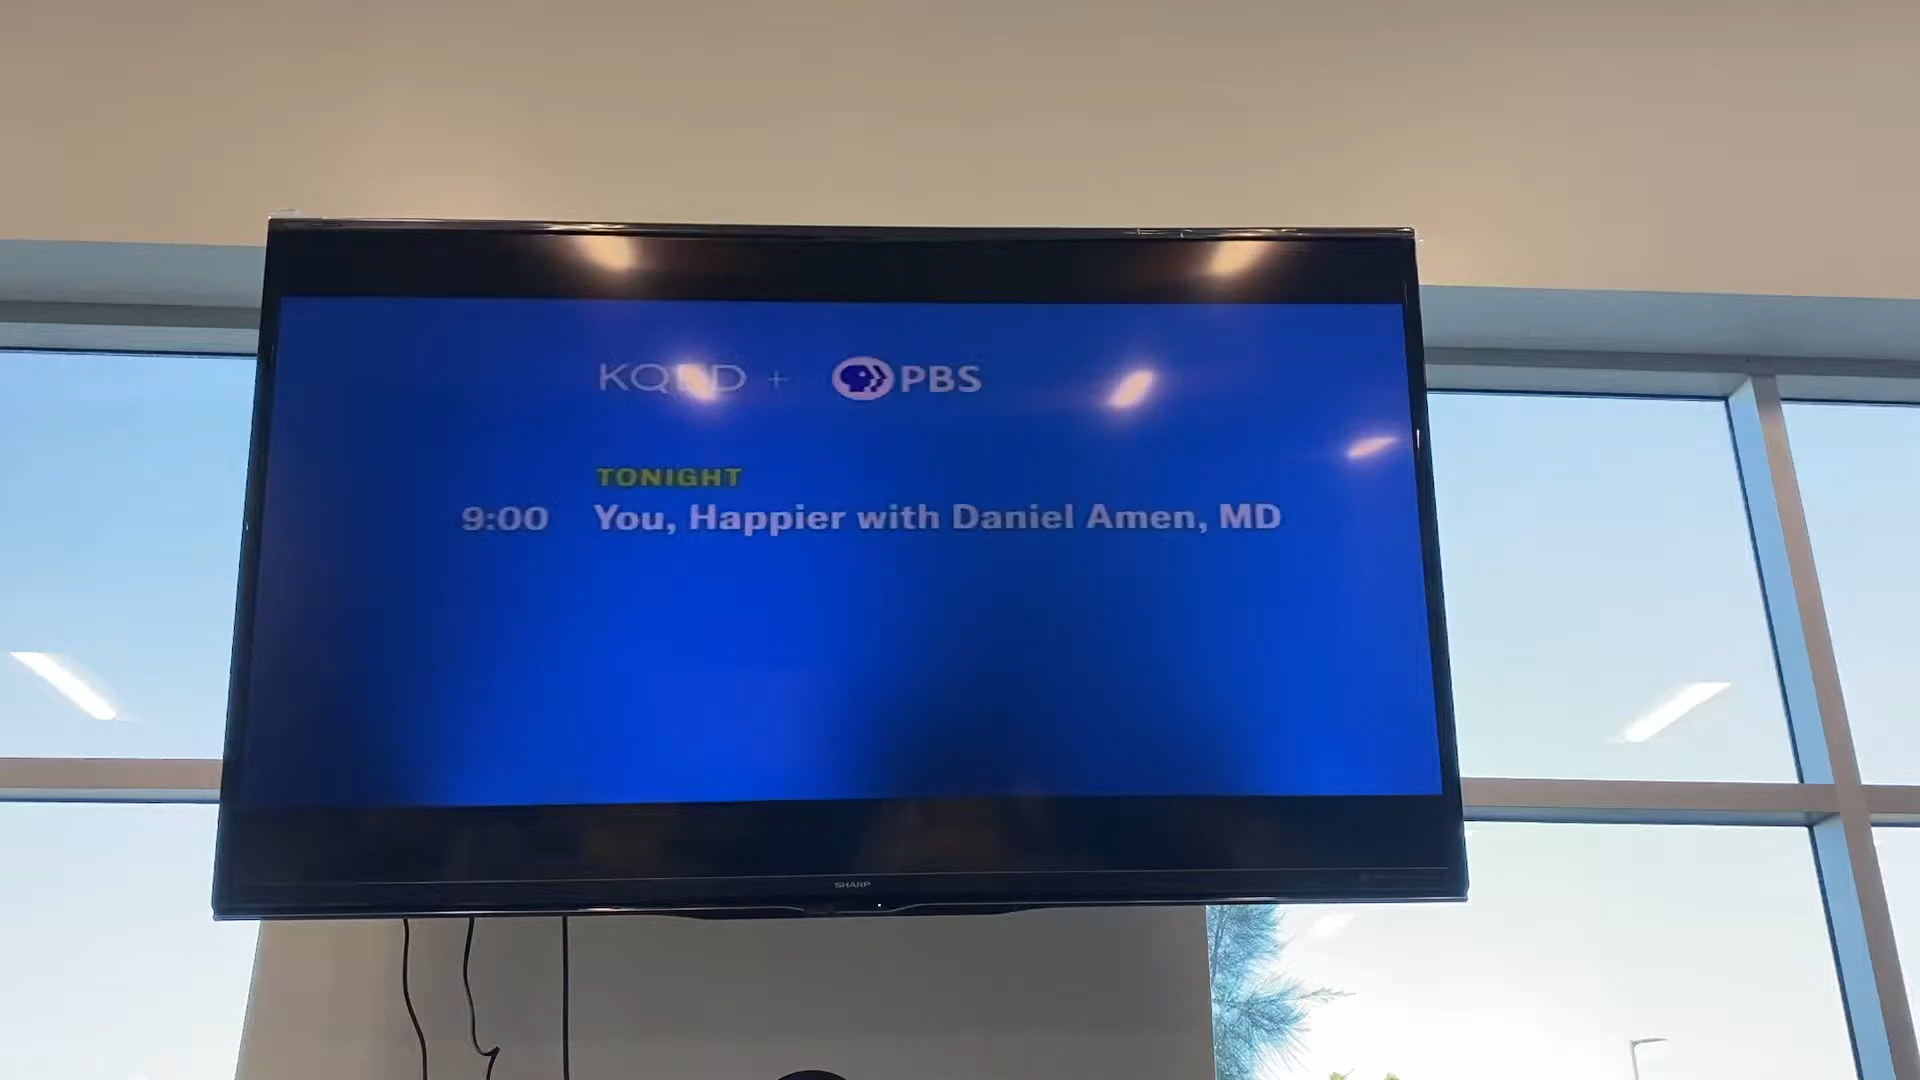 KQED + PBS
TONIGHT
9:00 You, Happier with Daniel Amen, MD
SHARP